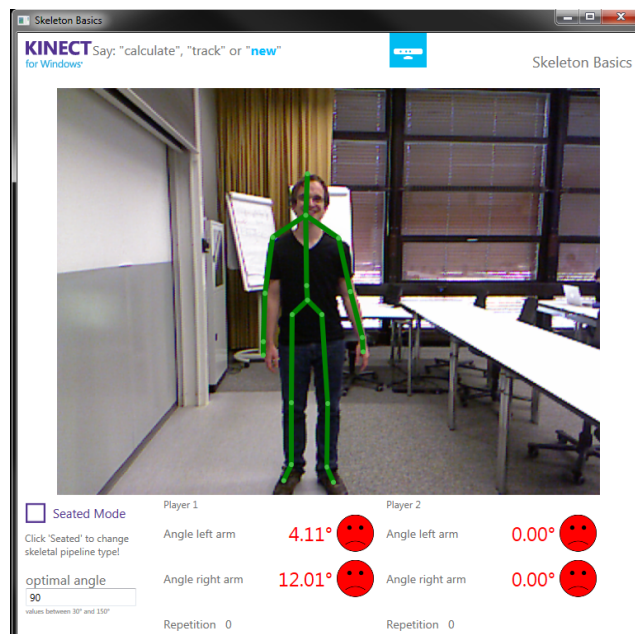 Skeleton Basics
KINECT
for Windows
Say: "calculate", "track" or "new"
Skeleton Basics
Seated Mode
Click 'Seated' to change
skeletal pipeline type!
optimal angle
90
values between 30° and 150°
Player 1
Angle left arm 4.11°
Angle right arm 12.01°
Repetition 0
Player 2
Angle left arm 0.00°
Angle right arm 0.00°
Repetition 0